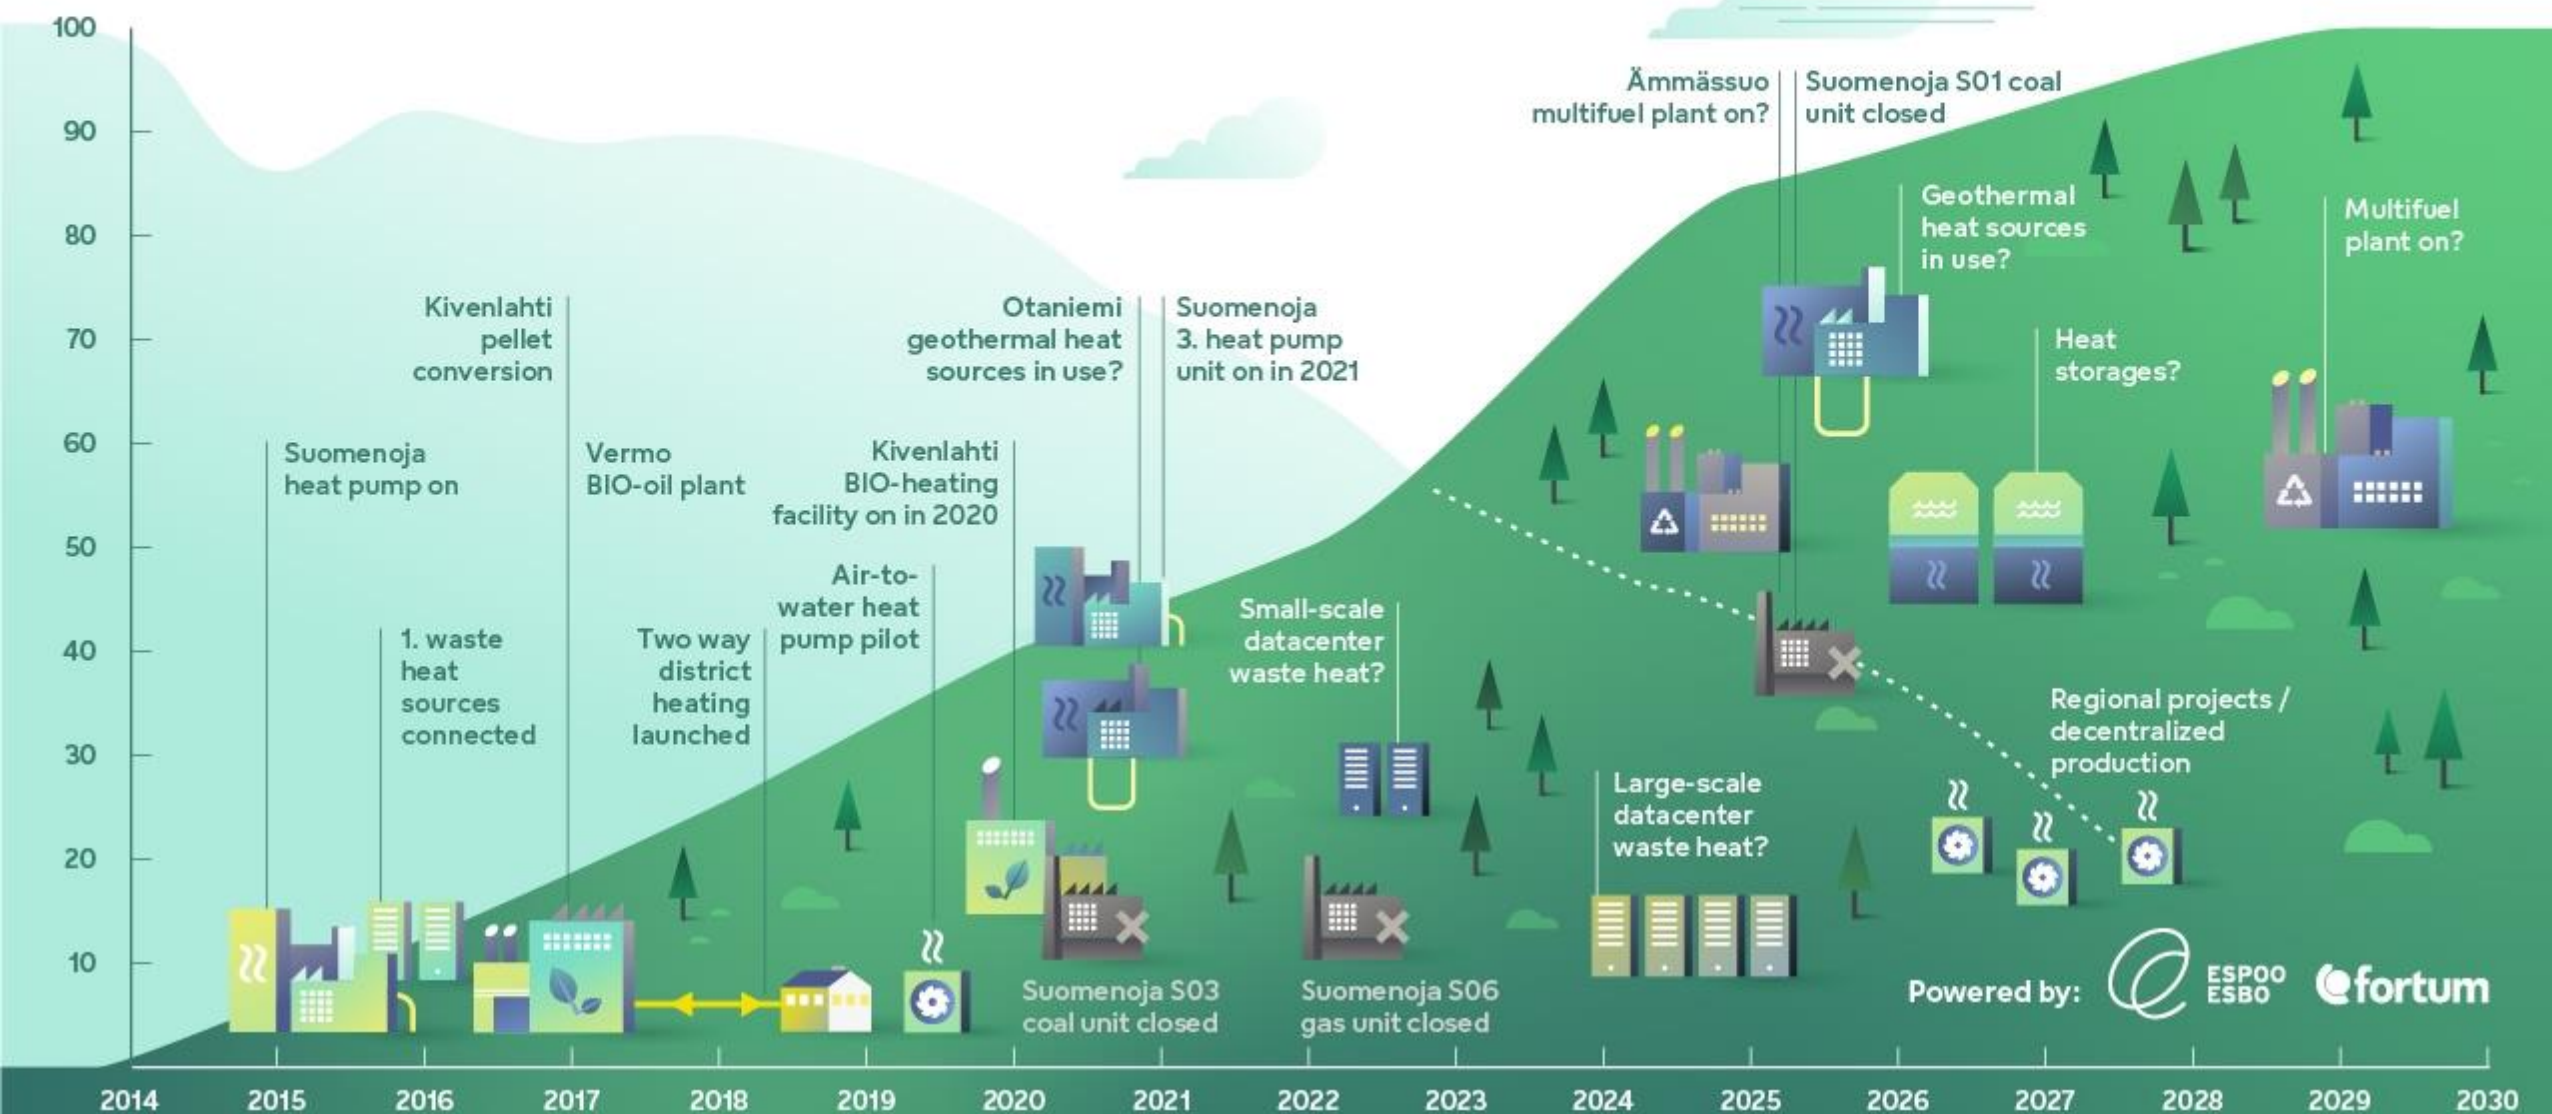 100
90
80
70
60
50
40
30
20
10
Suomenoja
heat pump on
1. waste
heat
sources
connected
Kivenlahti
pellet
conversion
Vermo
BIO-oil plant
Two way
district
heating
launched
Air-to-
water heat
pump pilot
Kivenlahti
BIO-heating
facility on in 2020
Otaniemi
geothermal heat
sources in use?
Suomenoja
3. heat pump
unit on in 2021
Suomenoja S03
coal unit closed
Small-scale
datacenter
waste heat?
Suomenoja S06
gas unit closed
Large-scale
datacenter
waste heat?
Ämmässuo
multifuel plant on?
Suomenoja S01 coal
unit closed
Geothermal
heat sources
in use?
Heat
storages?
Regional projects /
decentralized
production
Multifuel
plant on?
Powered by:
ESPOO
ESBO
fortum
2014 2015 2016 2017 2018 2019 2020 2021 2022 2023 2024 2025 2026 2027 2028 2029 2030